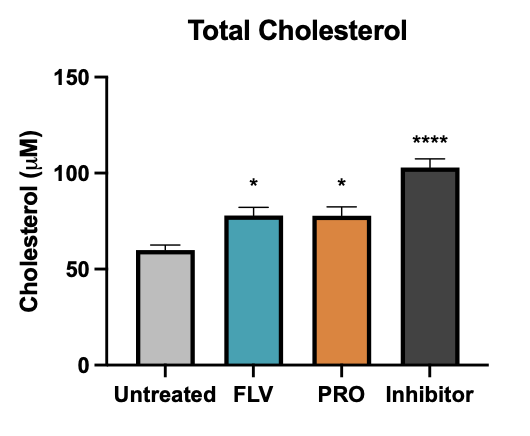 Total Cholesterol
Cholesterol (μM)
150
100
50
0
* * ****
Untreated FLV PRO Inhibitor